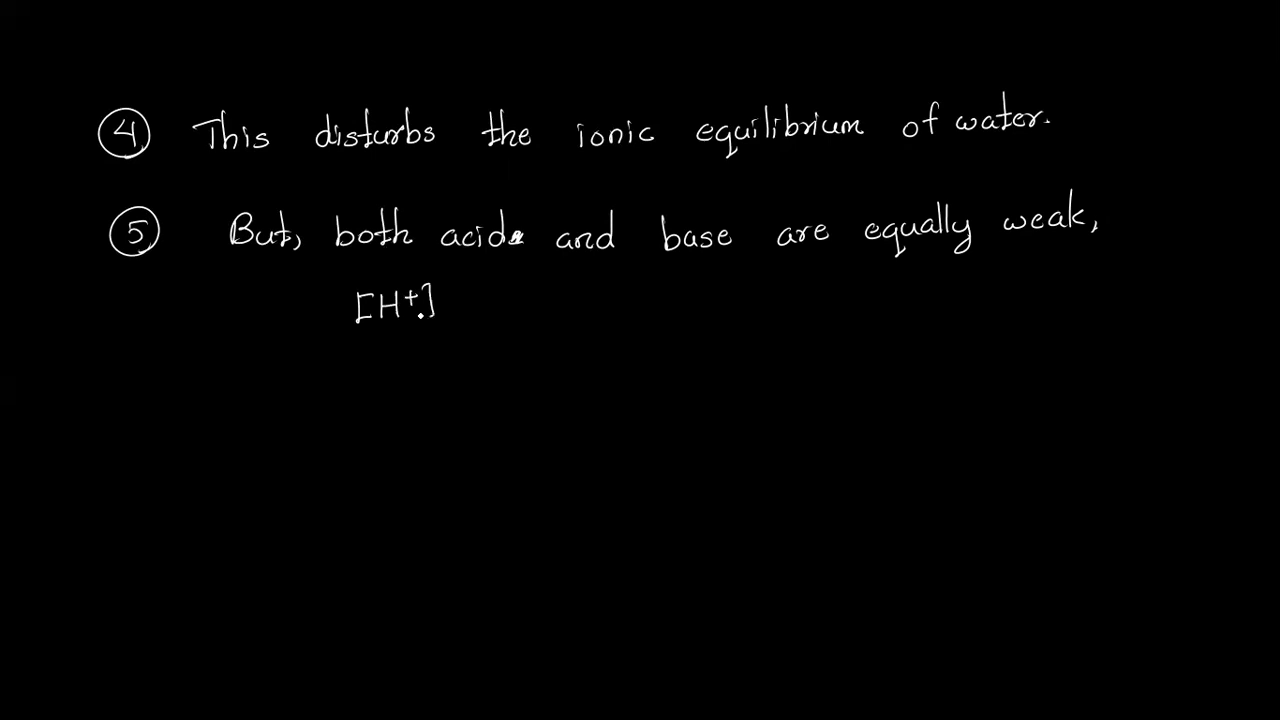 ④ This disturbs the ionic equilibrium of water.
⑤ But, both acid and base are equally weak,
[H⁺]